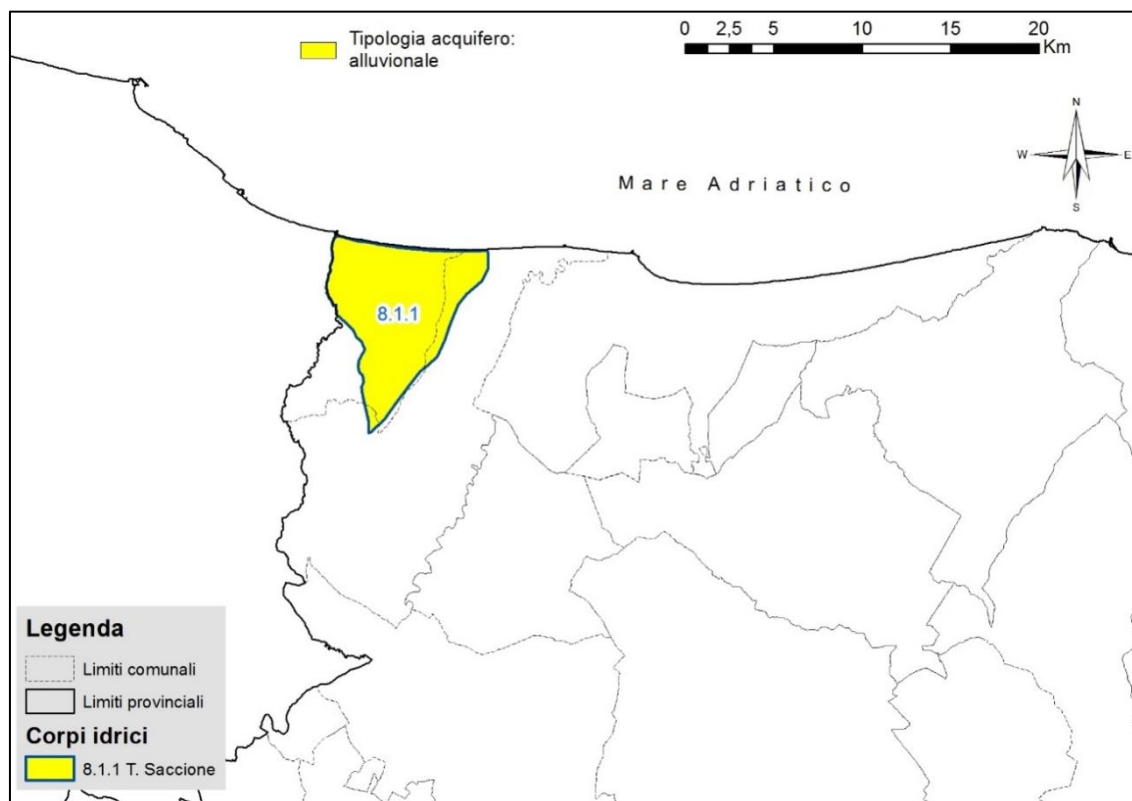 Tipologia acquifero:
alluvionale
0 2,5 5 10 15 20
Km
N
W E
S
Mare Adriatico
8.1.1
Legenda
Limiti comunali
Limiti provinciali
Corpi idrici
8.1.1 T. Saccione